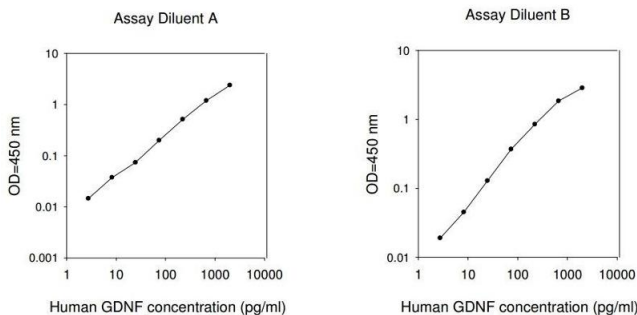 Assay Diluent A
10
1
0.1
0.01
0.001
OD=450 nm
1 10 100 1000 10000
Human GDNF concentration (pg/ml)
Assay Diluent B
10
1
0.1
0.01
OD=450 nm
1 10 100 1000 10000
Human GDNF concentration (pg/ml)